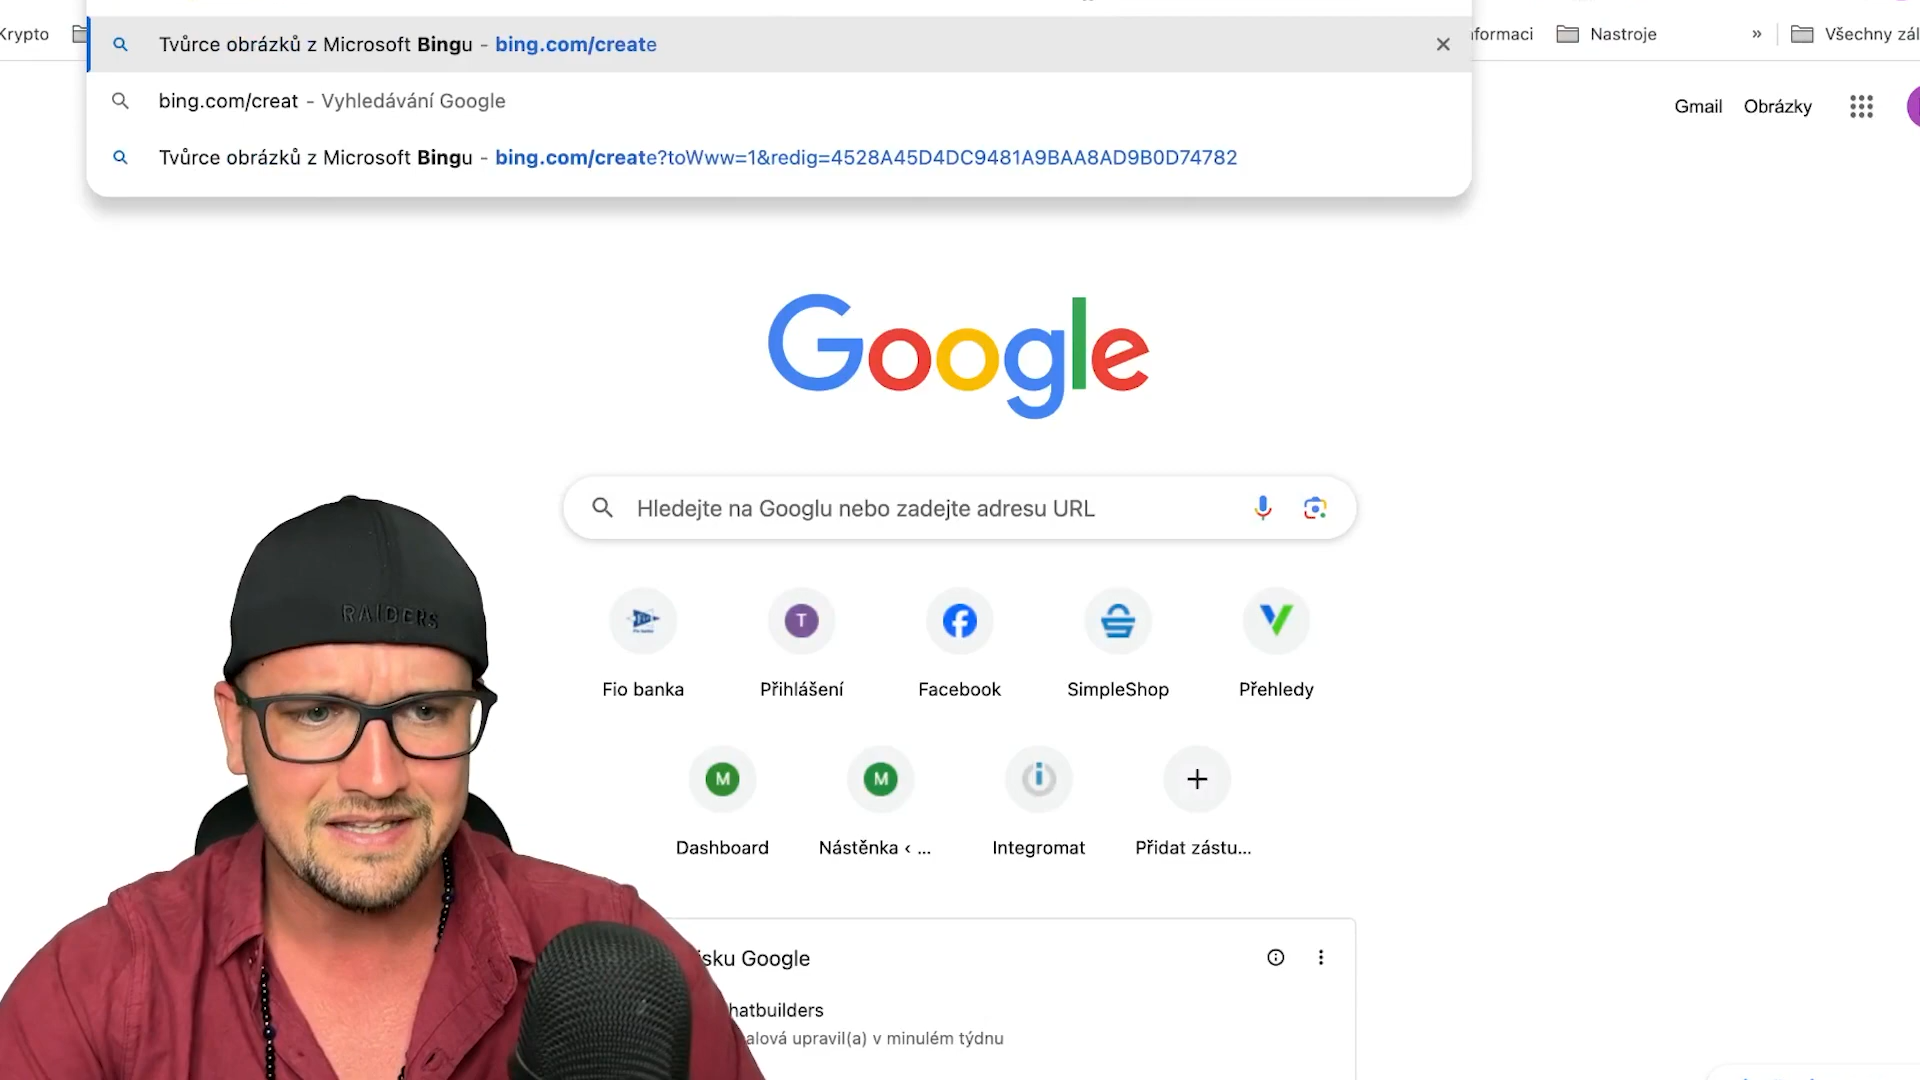 Krypto
Tvůrce obrázků z Microsoft Bingu - bing.com/create
nformaci
Nastroje
»
Všechny zál
bing.com/creat - Vyhledávání Google
Tvůrce obrázků z Microsoft Bingu - bing.com/create?toWww=1&redig=4528A45D4DC9481A9BAA8AD9B0D74782
Gmail
Obrázky
Google
Hledejte na Googlu nebo zadejte adresu URL
RAIDERS
T
Fio banka
Přihlášení
Facebook
SimpleShop
Přehledy
M
M
Dashboard
Nástěnka ‹ ...
Integromat
Přidat zástu...
isku Google
hatbuilders
alová upravil(a) v minulém týdnu